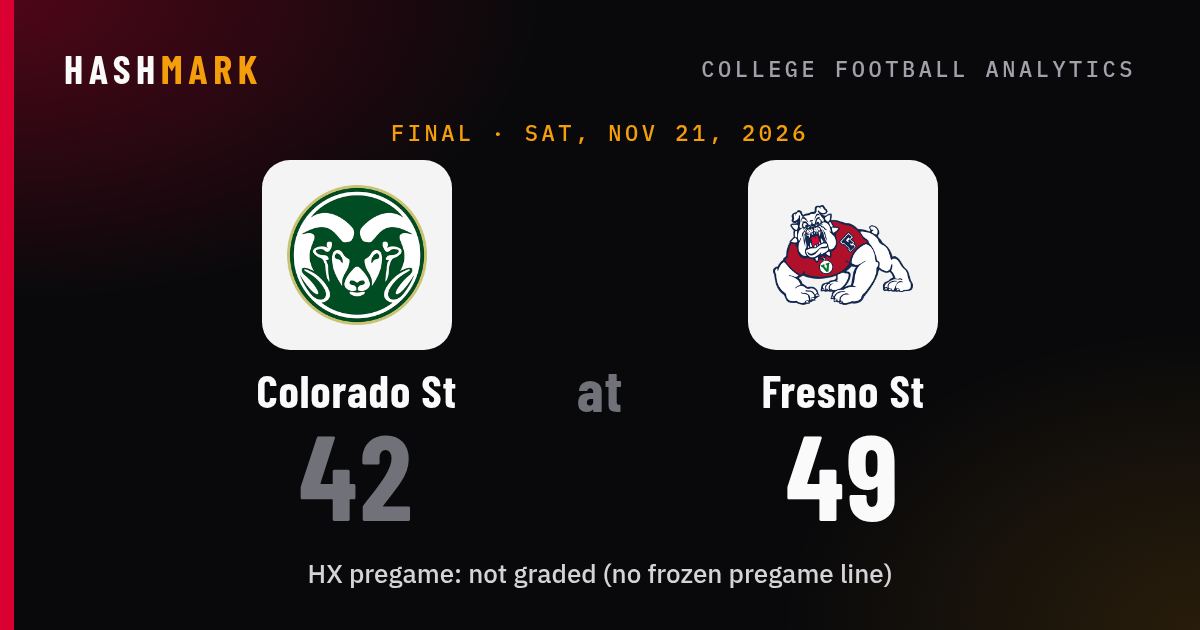 HASHMARK
COLLEGE FOOTBALL ANALYTICS
FINAL · SAT, NOV 21, 2026
Colorado St
at
Fresno St
42
49
HX pregame: not graded (no frozen pregame line)